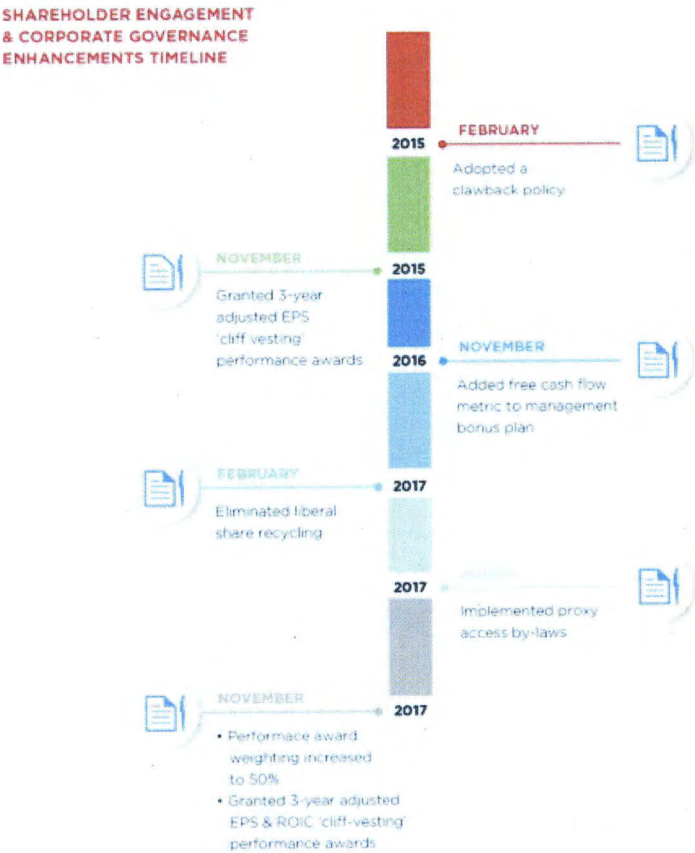 SHAREHOLDER ENGAGEMENT
& CORPORATE GOVERNANCE
ENHANCEMENTS TIMELINE
2015
FEBRUARY
Adopted a
clawback policy
NOVEMBER
2015
Granted 3-year
adjusted EPS
'cliff vesting'
performance awards
2016
NOVEMBER
Added free cash flow
metric to management
bonus plan
FEBRUARY
2017
Eliminated liberal
share recycling
2017
Implemented proxy
access by-laws
NOVEMBER
2017
• Performace award
weighting increased
to 50%
• Granted 3-year adjusted
EPS & ROIC 'cliff-vesting'
performance awards